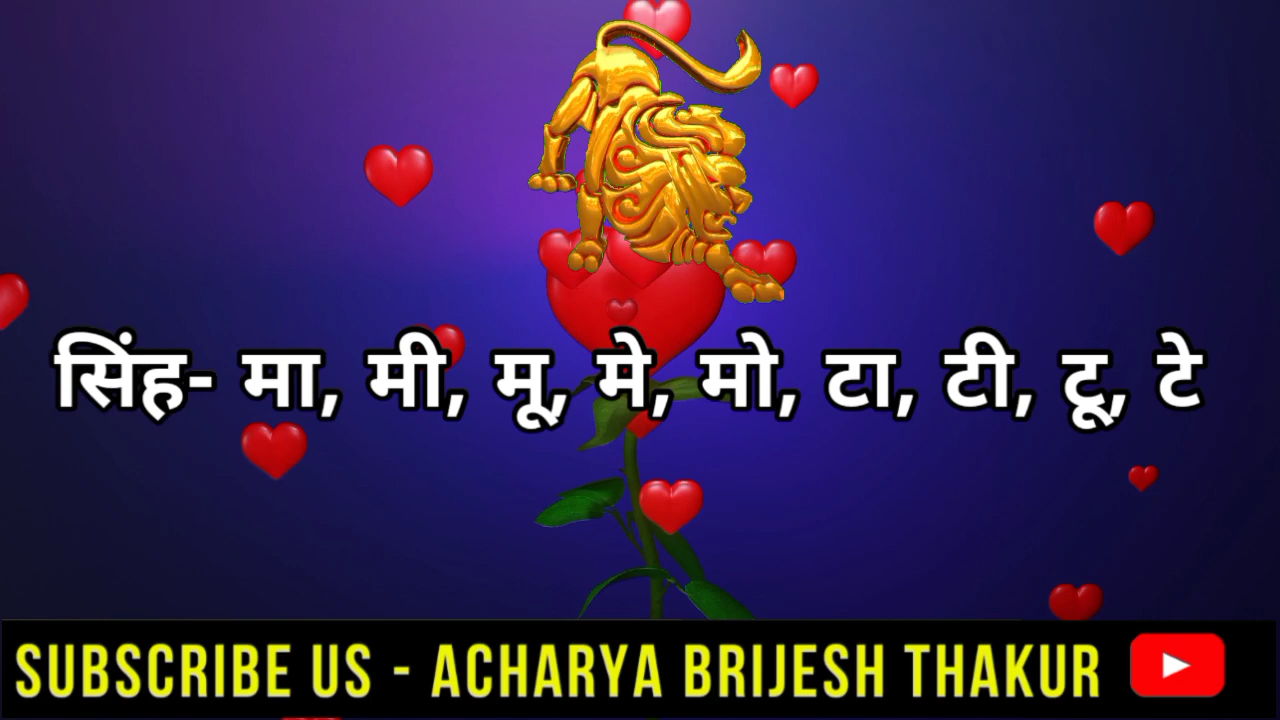 सिंह- मा, मी, मू, मे, मो, टा, टी, टू, टे
SUBSCRIBE US - ACHARYA BRIJESH THAKUR